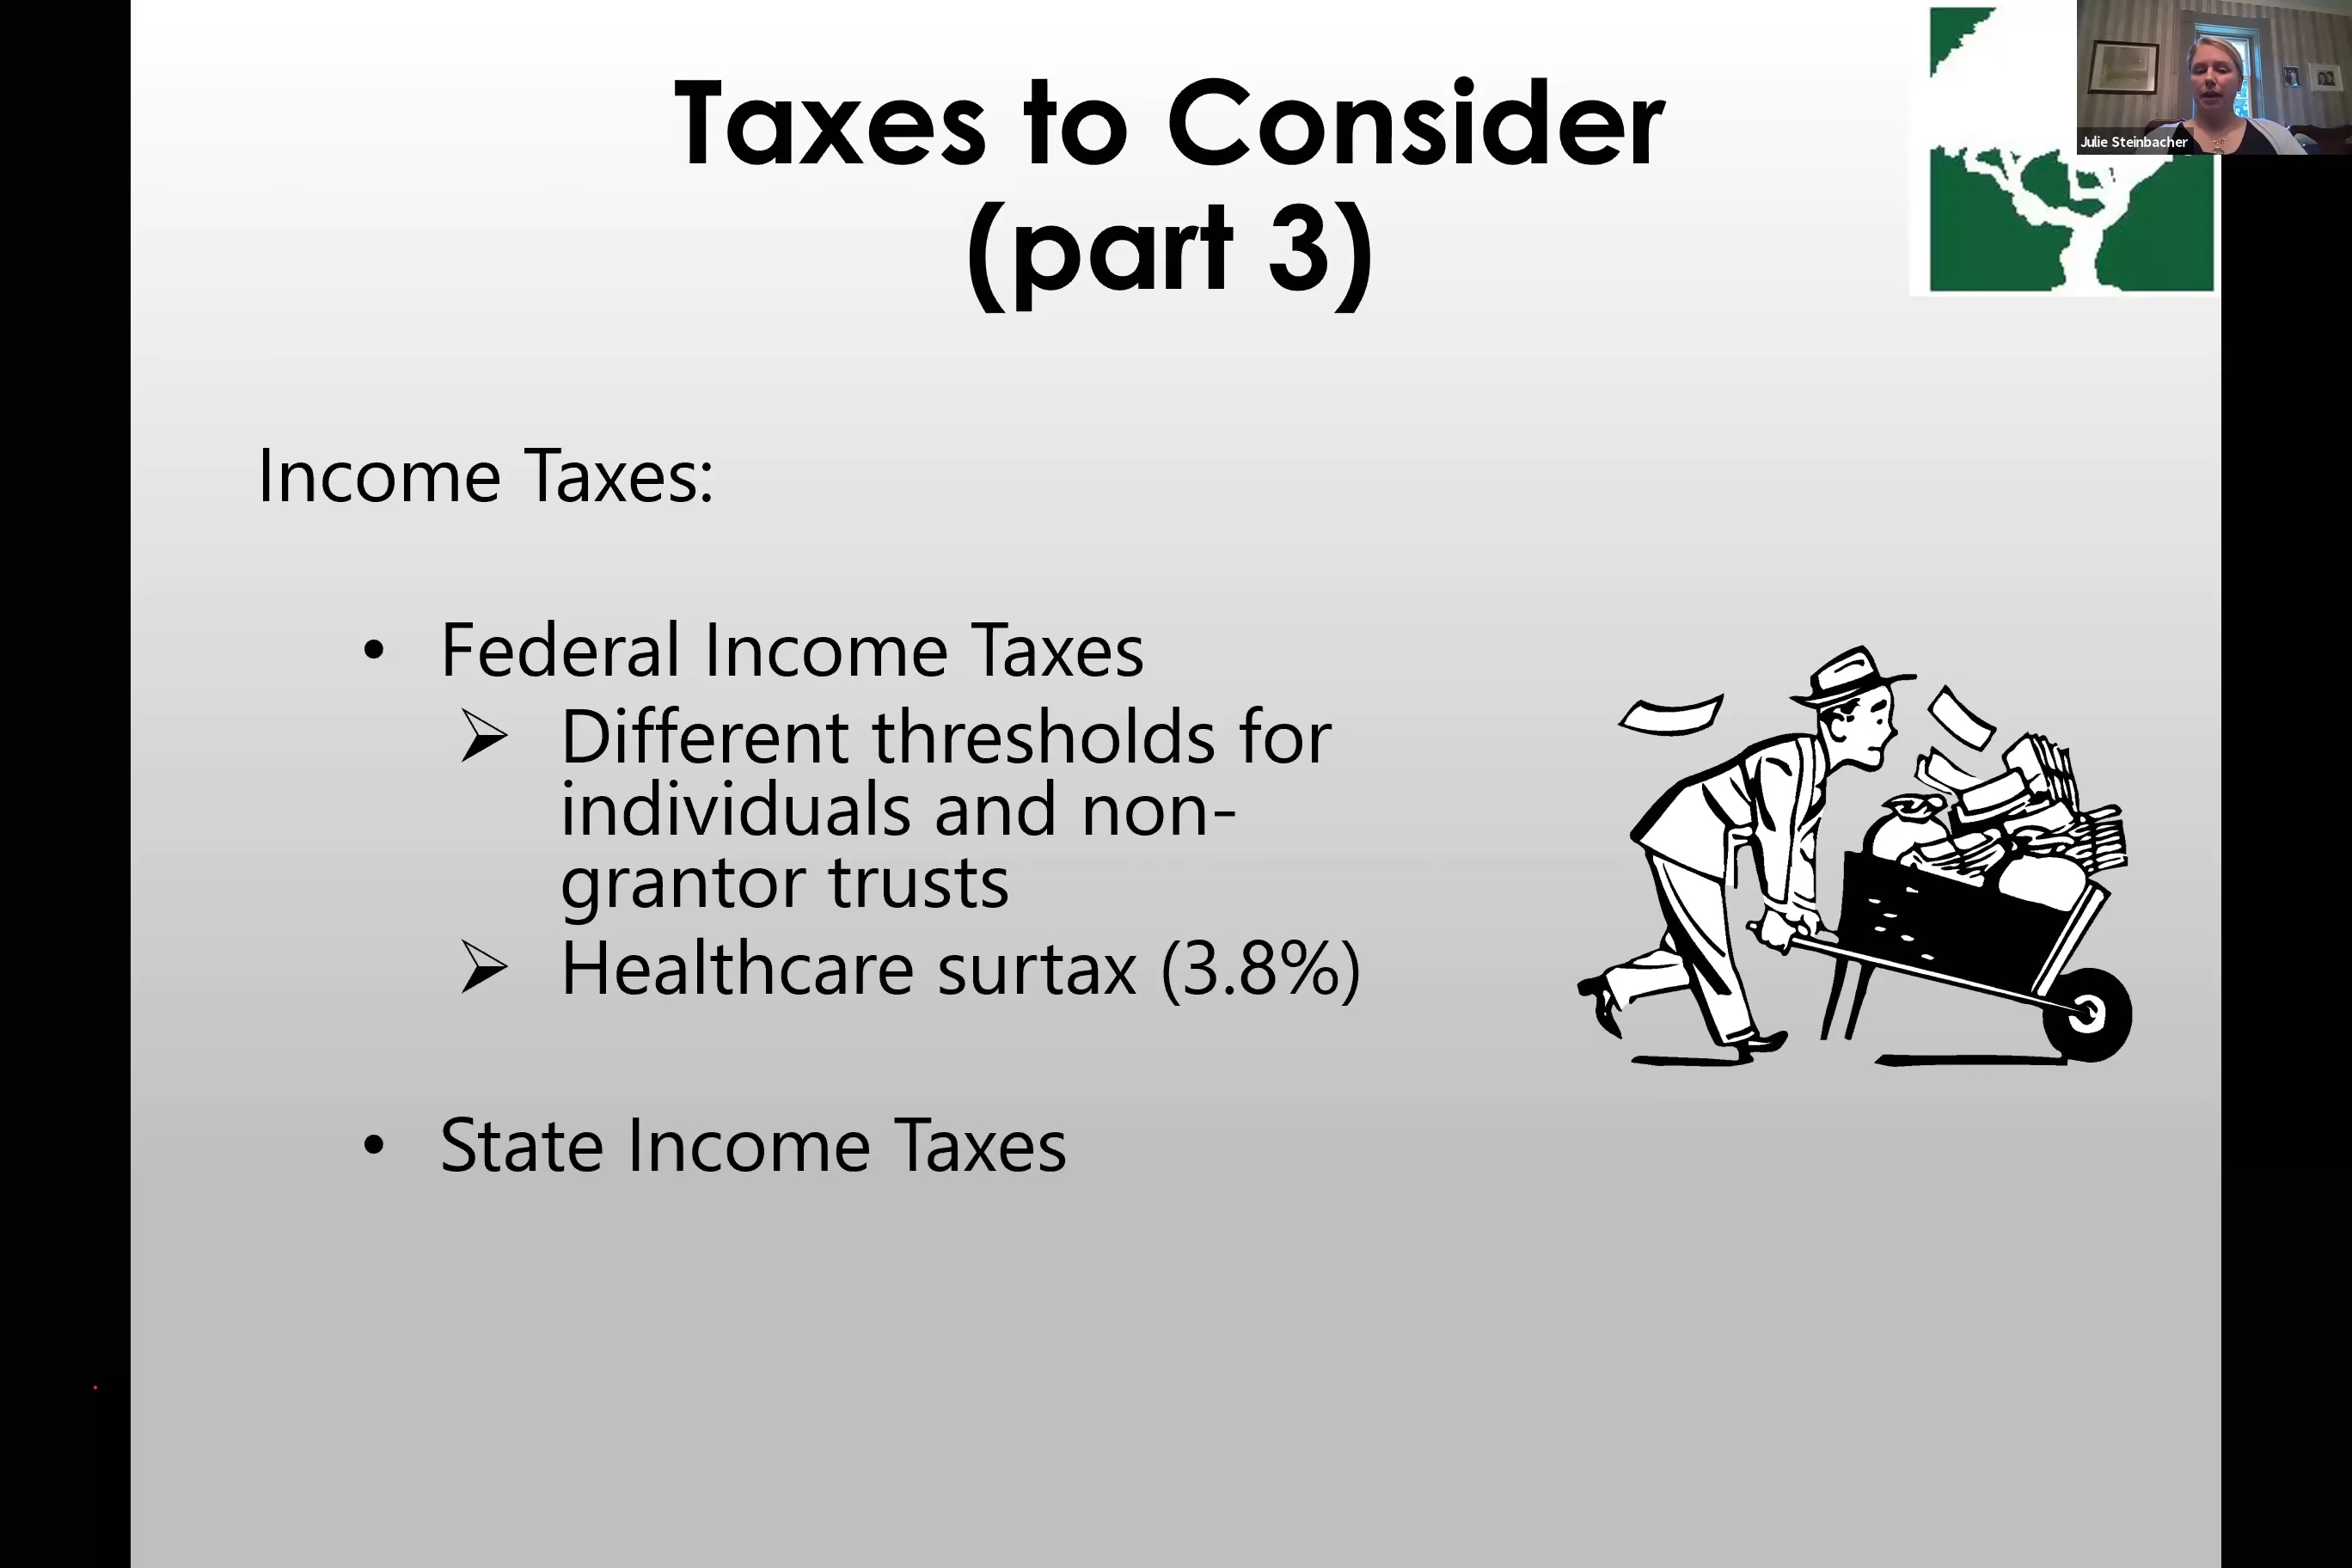 Taxes to Consider
(part 3)
Julie Steinbacher
Income Taxes:
• Federal Income Taxes
➢ Different thresholds for
individuals and non-
grantor trusts
➢ Healthcare surtax (3.8%)
• State Income Taxes